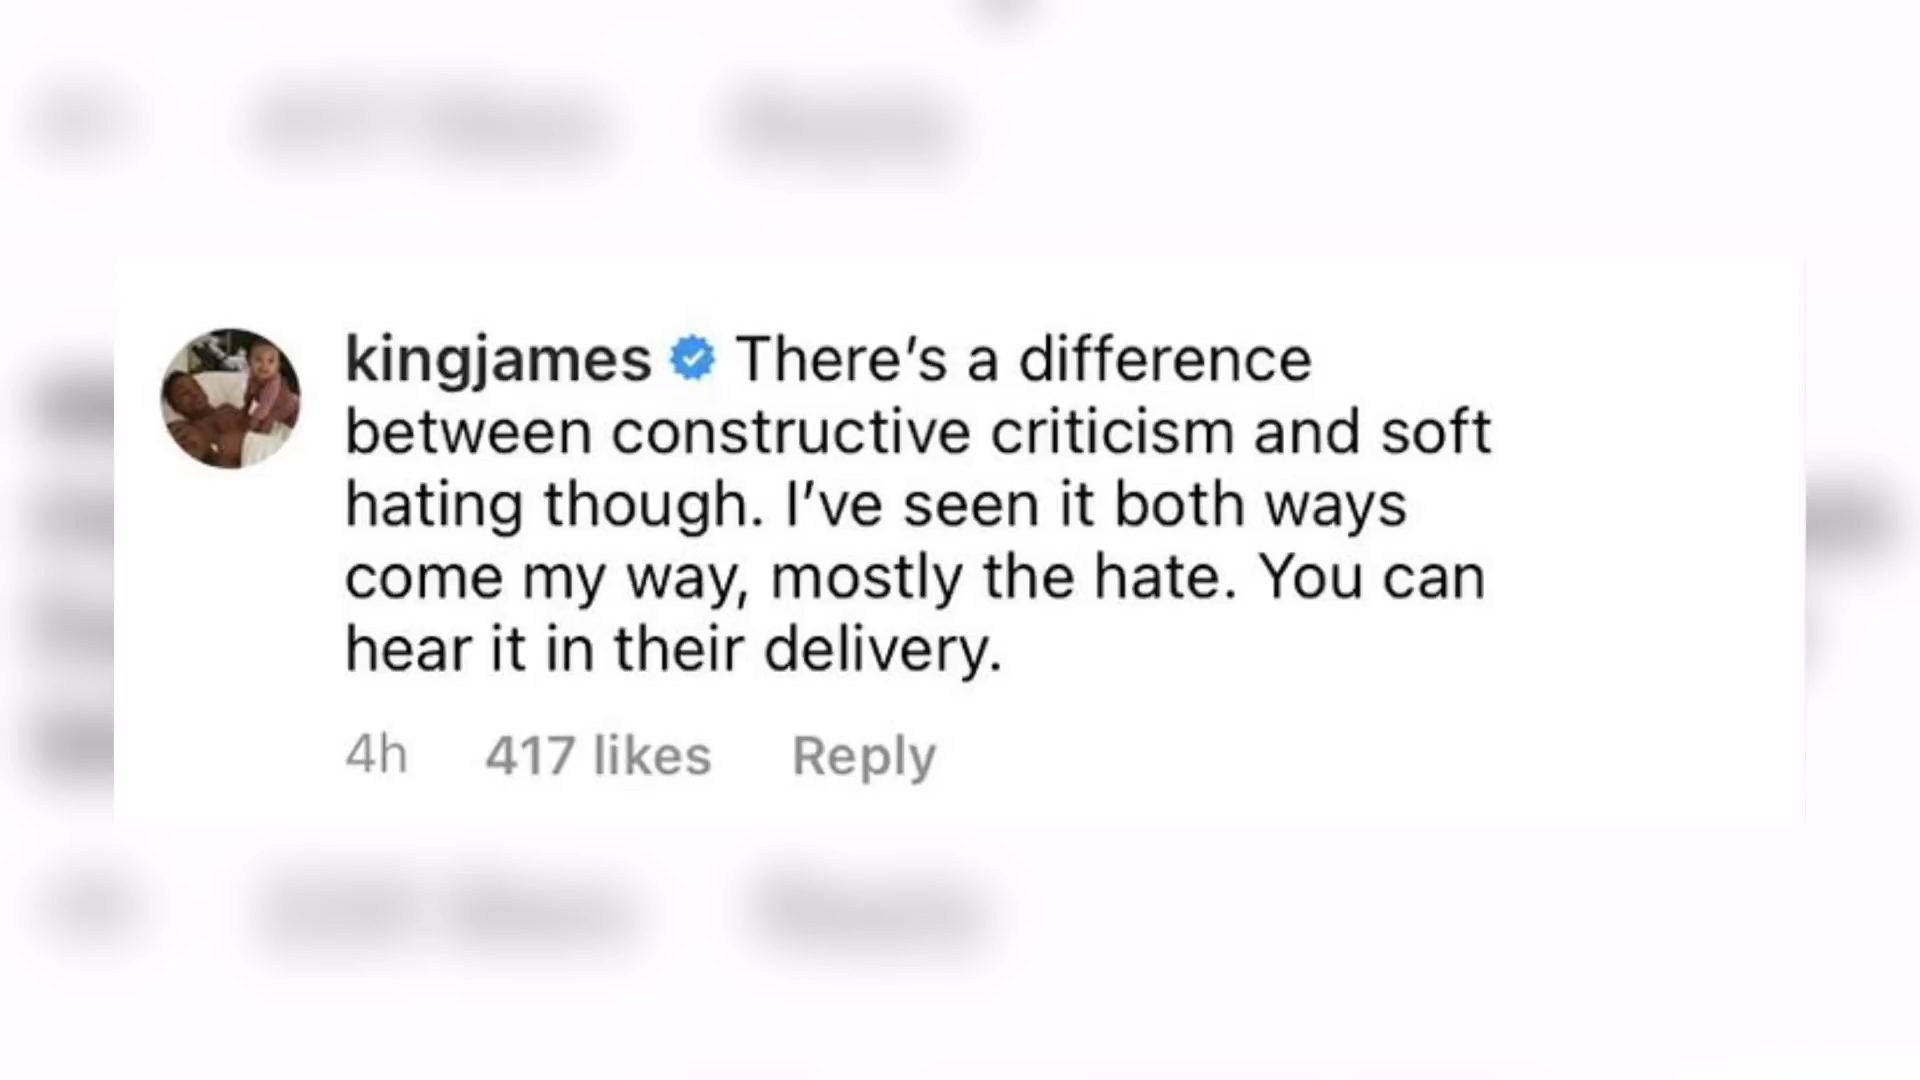 kingjames There’s a difference
between constructive criticism and soft
hating though. I’ve seen it both ways
come my way, mostly the hate. You can
hear it in their delivery.
4h 417 likes Reply